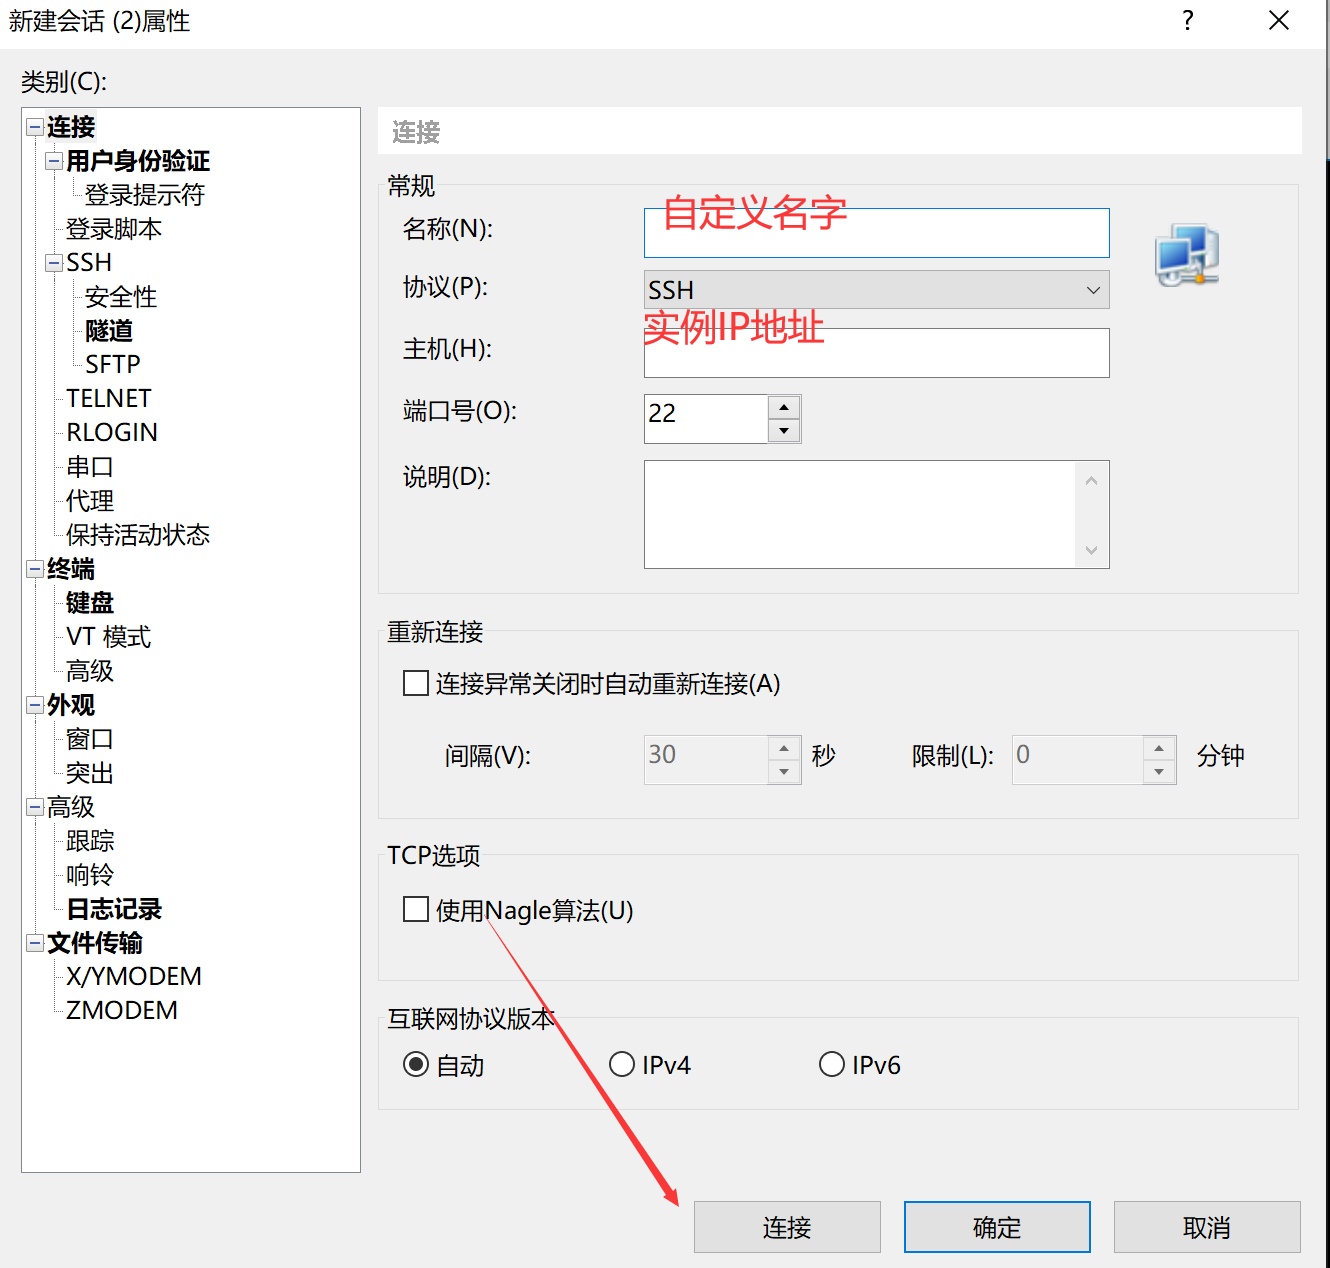 新建会话 (2)属性
?
类别(C):
连接
用户身份验证
登录提示符
登录脚本
SSH
安全性
隧道
SFTP
TELNET
RLOGIN
串口
代理
保持活动状态
终端
键盘
VT 模式
高级
外观
窗口
突出
高级
跟踪
响铃
日志记录
文件传输
X/YMODEM
ZMODEM
连接
常规
名称(N): 自定义名字
协议(P): SSH
实例IP地址
主机(H):
端口号(O): 22
说明(D):
重新连接
连接异常关闭时自动重新连接(A)
间隔(V): 30 秒 限制(L): 0 分钟
TCP选项
使用Nagle算法(U)
互联网协议版本
自动 IPv4 IPv6
连接 确定 取消